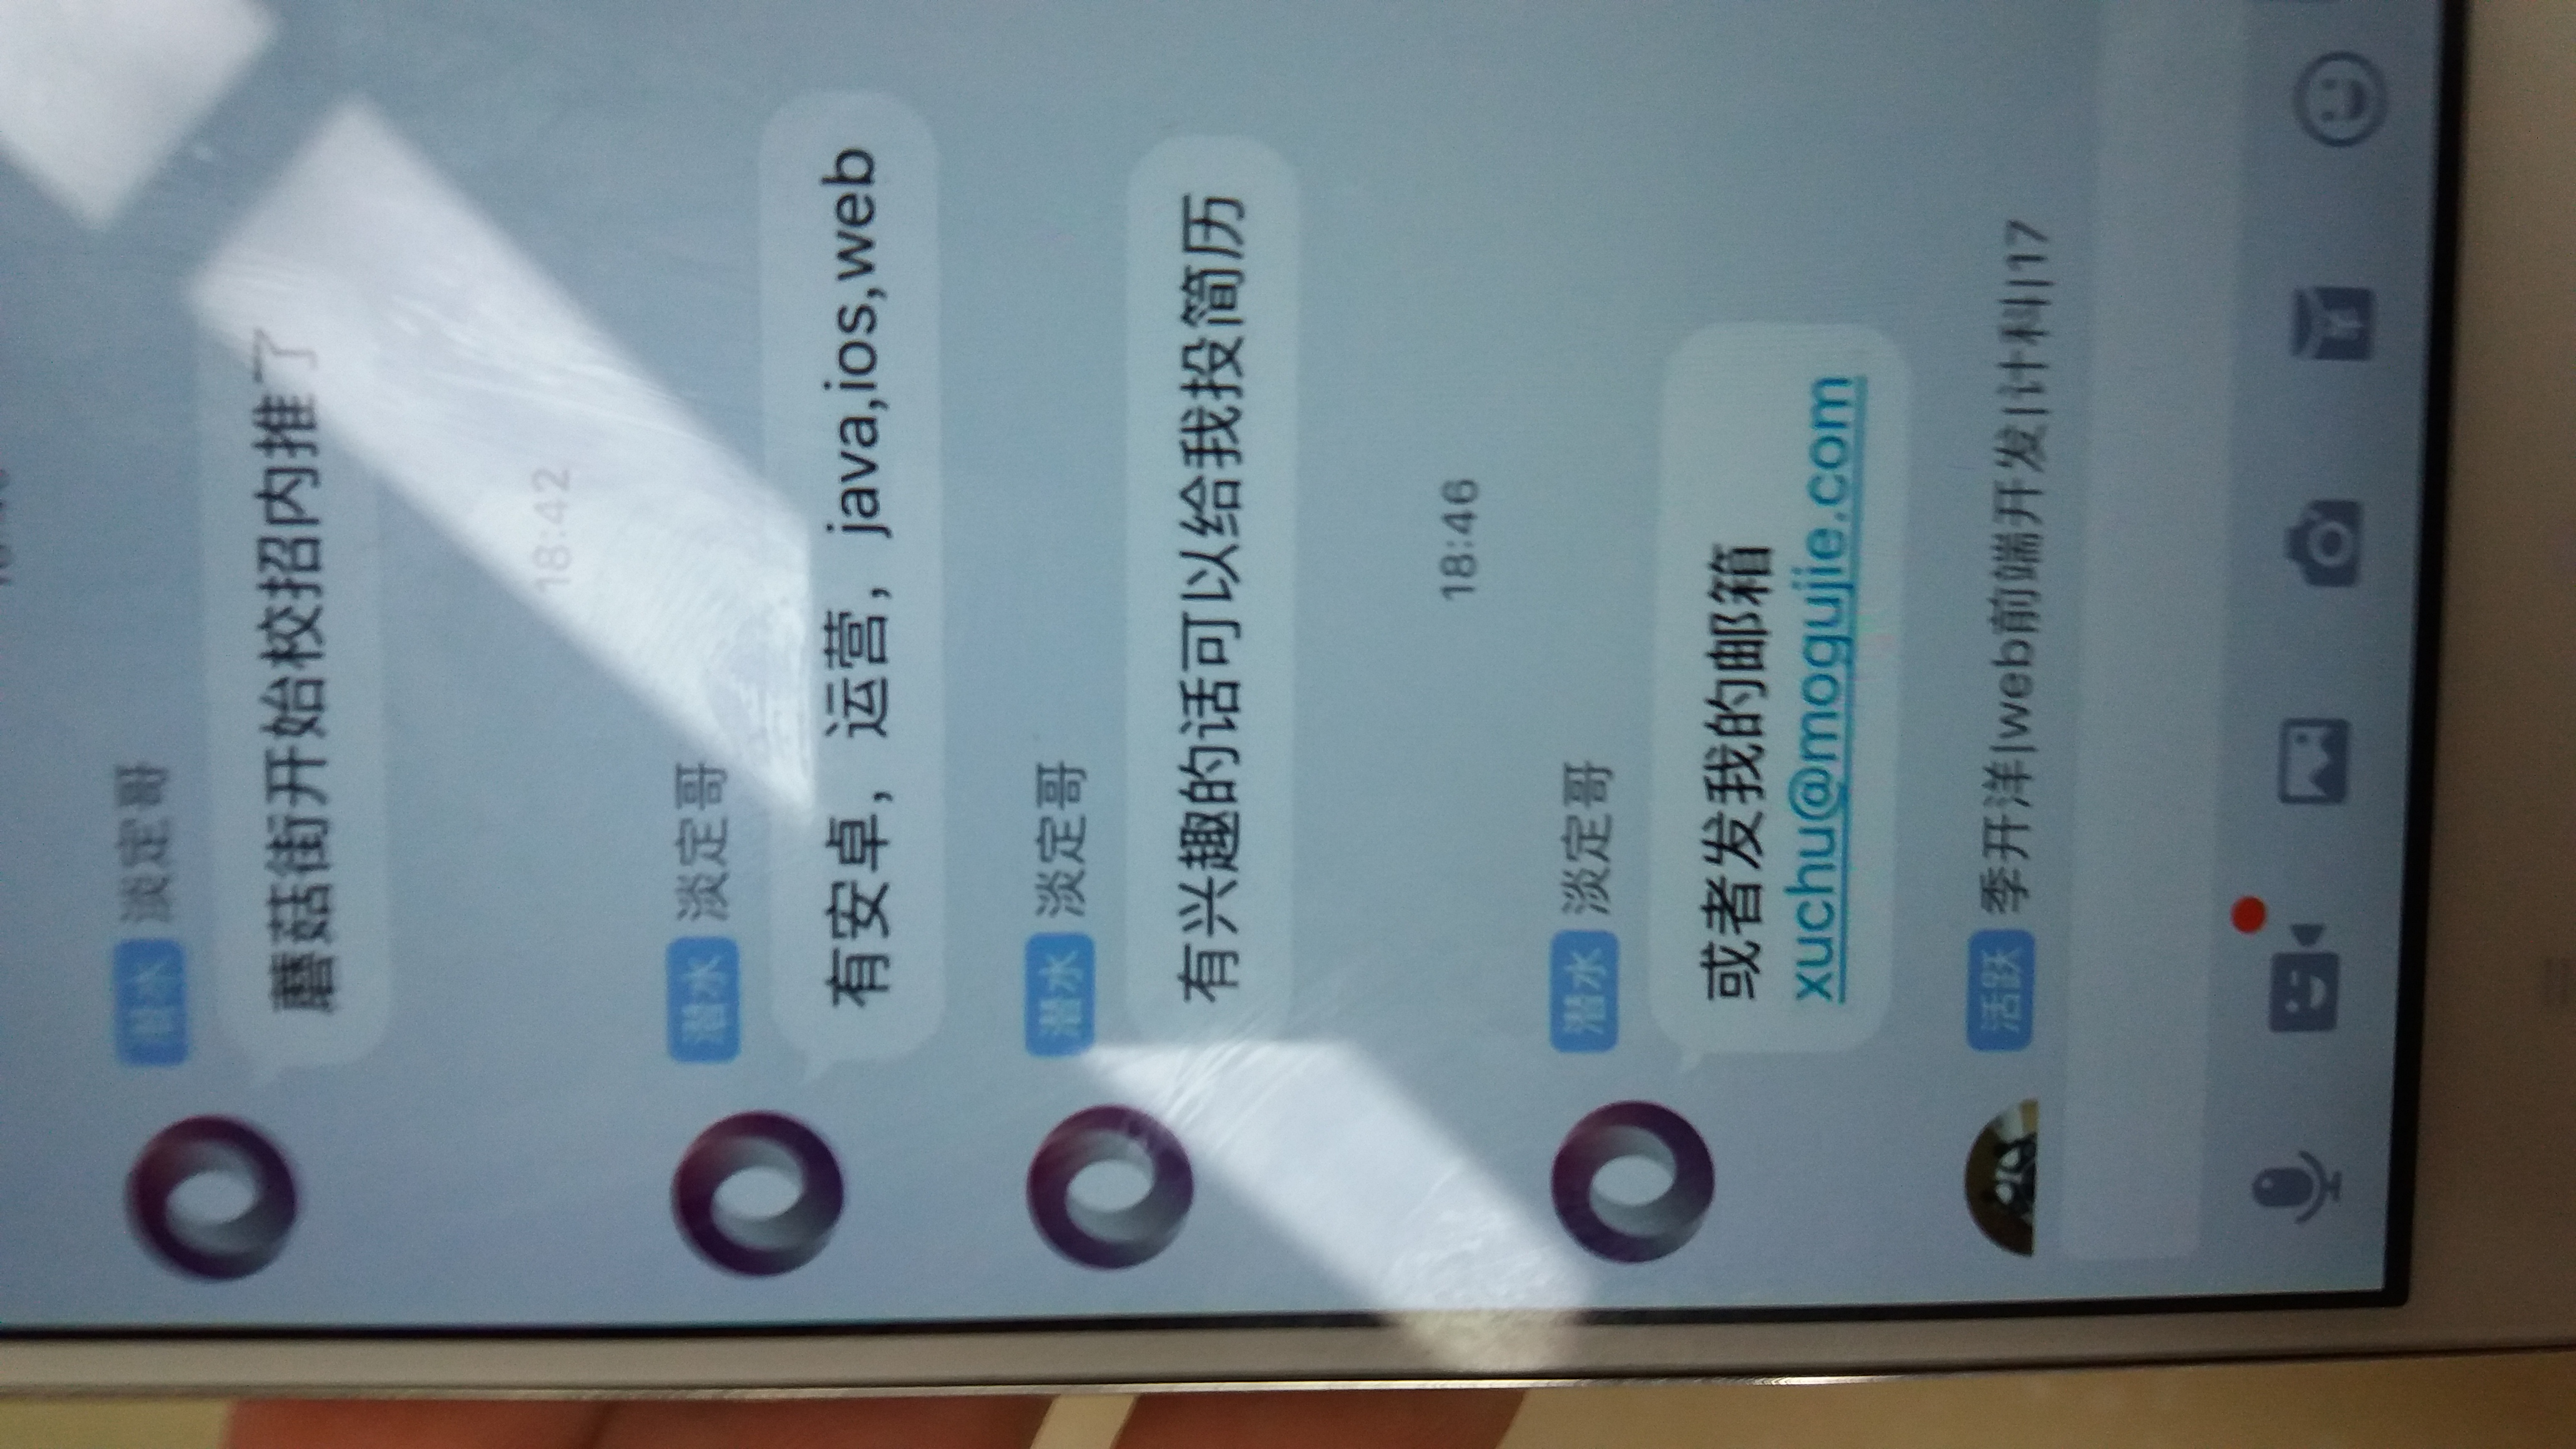 潜水 淡定哥
蘑菇街开始校招内推了
18:42
潜水 淡定哥
有安卓，运营，java,ios,web
潜水 淡定哥
有兴趣的话可以给我投简历
18:46
潜水 淡定哥
或者发我的邮箱
xuchu@mogujie.com
活跃 季开洋|web前端开发|计科|17